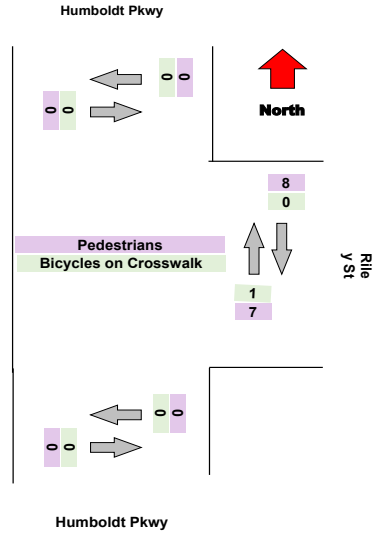 Humboldt Pkwy
0 0
0 0
North
8
0
Pedestrians
Bicycles on Crosswalk
Rile
y St
1
7
0 0
0 0
Humboldt Pkwy